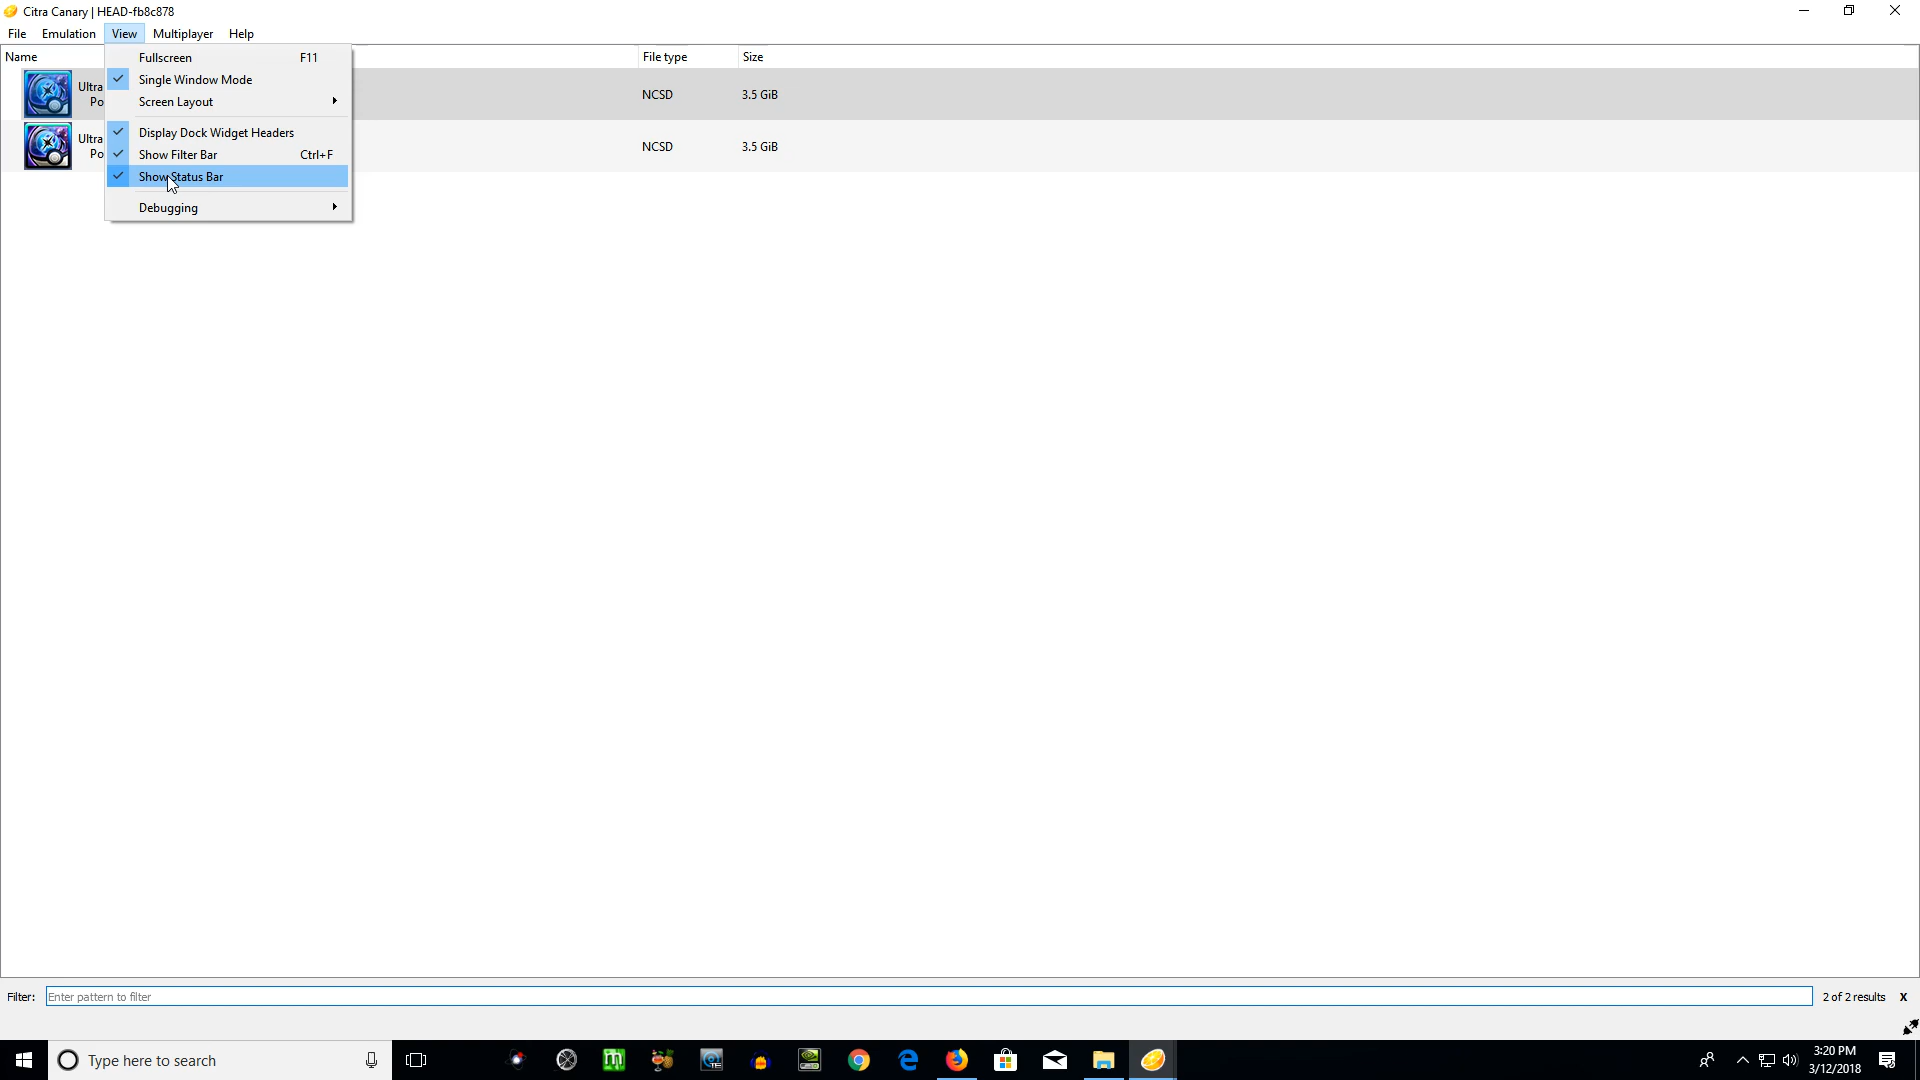 Citra Canary | HEAD-fb8c878
File Emulation View Multiplayer Help
Name File type Size
Fullscreen F11
Single Window Mode
Screen Layout
Display Dock Widget Headers
Show Filter Bar Ctrl+F
Show Status Bar
Debugging
Ultra
Po
NCSD 3.5 GiB
Ultra
Po
NCSD 3.5 GiB
Filter: Enter pattern to filter 2 of 2 results X
Type here to search
3:20 PM
3/12/2018